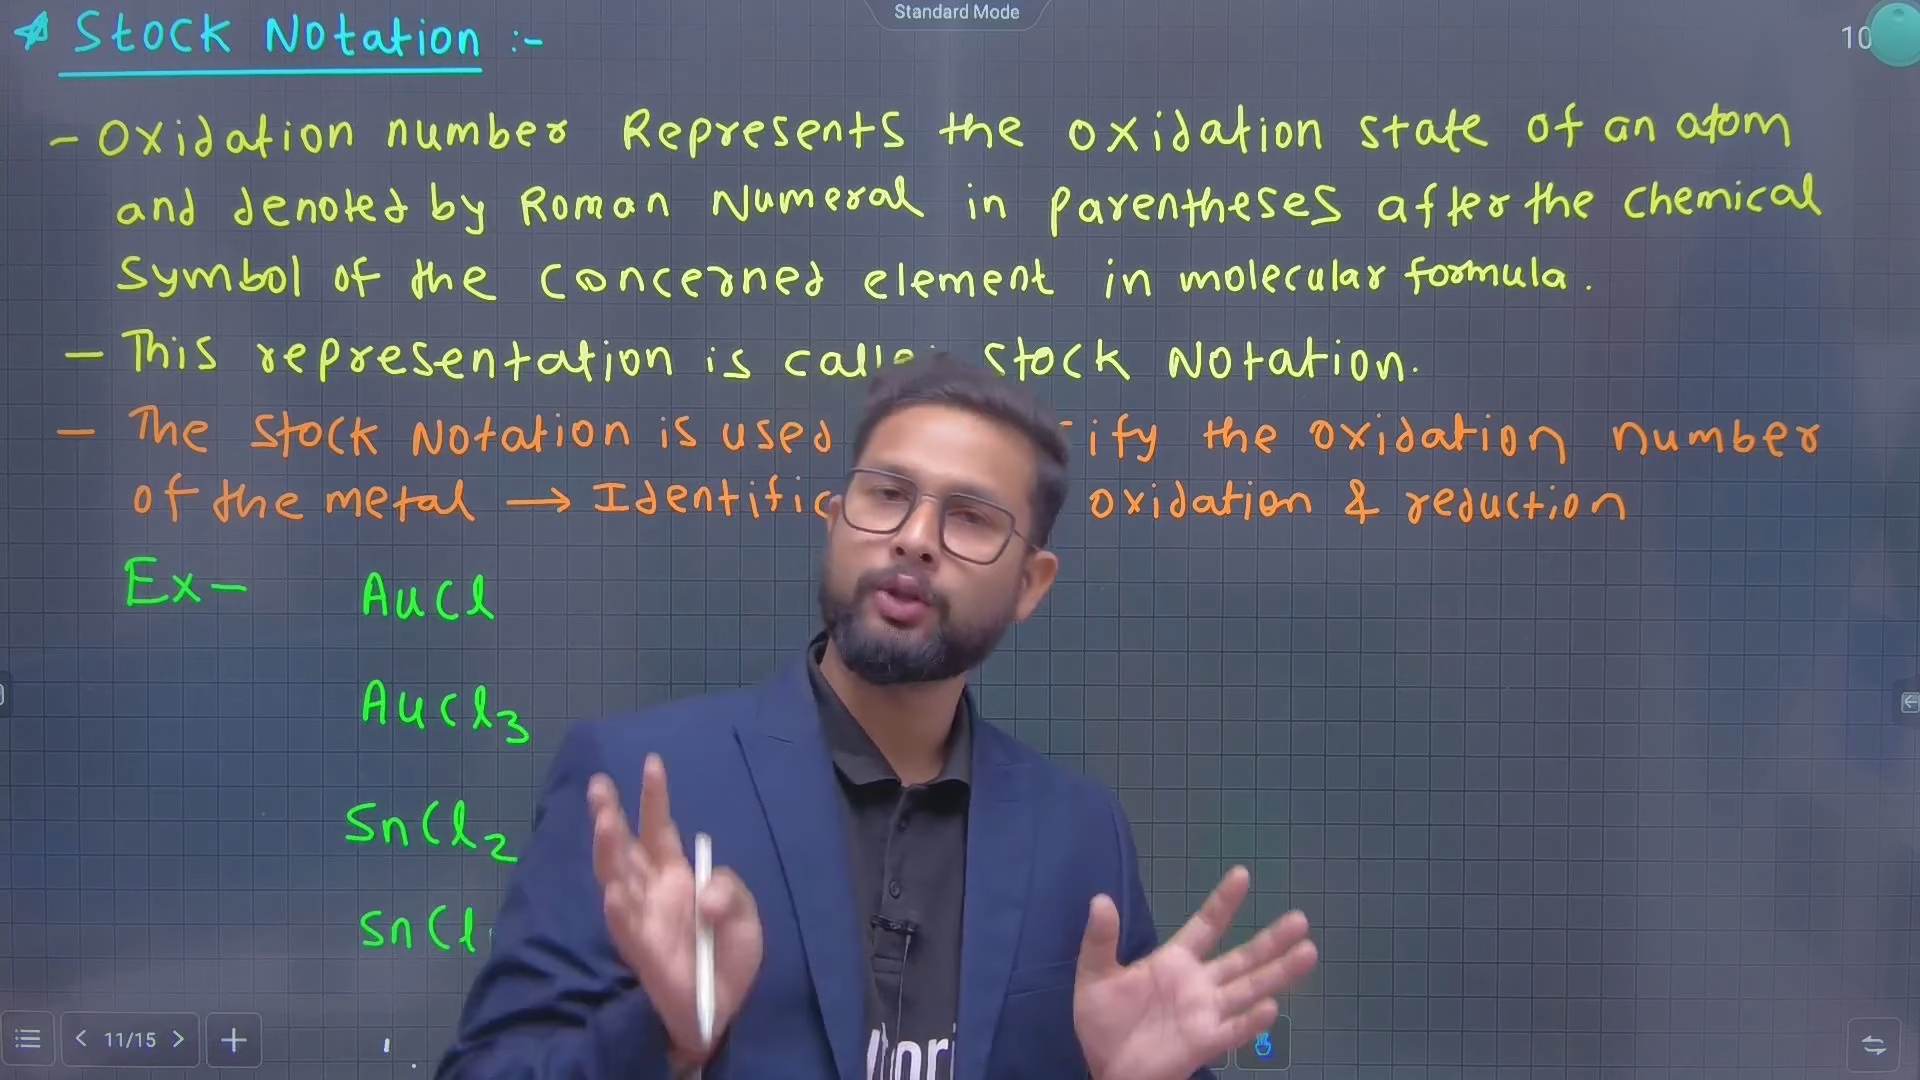 Standard Mode
10
Stock Notation :-
- Oxidation number Represents the oxidation state of an atom
and denoted by Roman Numeral in parentheses after the chemical
Symbol of the concerned element in molecular formula.
- This representation is Stock Notation.
- The Stock Notation is used the oxidation number
of the metal → oxidation & reduction
Ex- AuCl
AuCl3
SnCl2
SnCl
11/15